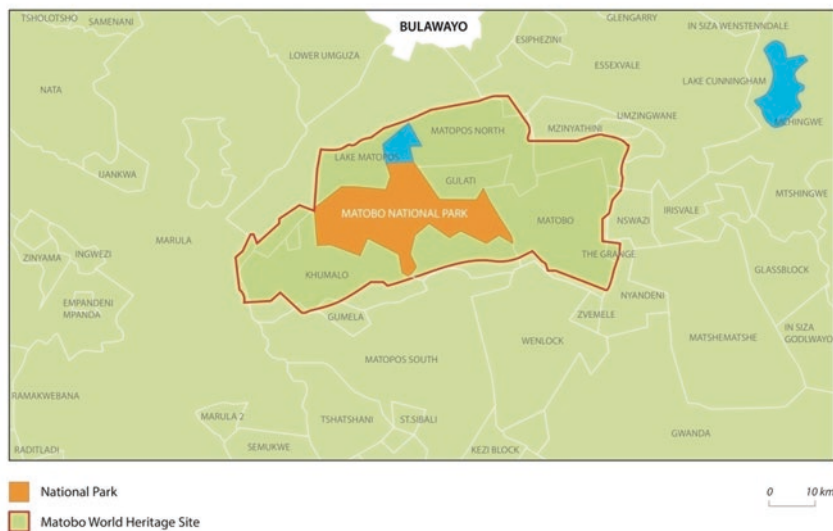 TSHOLOTSHO
SAMENANI
BULAWAYO
GLENGARRY
IN SIZA WENSTENNDALE
ESIPHEZINI
LOWER UMGUZA
ESSEXVALE
LAKE CUNNINGHAM
NATA
UMZINGWANE
MCHINGWE
MATOPOS NORTH
MZINYATHINI
LAKE MATOPOS
UANKWA
GULATI
MTSHINGWE
MATOBO NATIONAL PARK
MATOBO
NSWAZI
IRISVALE
MARULA
ZINYAMA
INGWEZI
THE GRANGE
KHUMALO
GLASSBLOCK
NYANDENI
EMPANDENI
MPANDA
GUMELA
ZVEMELE
IN SIZA
GODLWAYO
WENLOCK
MATSHEMATSHE
MATOPOS SOUTH
RAMAKWEBANA
MARULA 2
TSHATSHANI
ST.SIBALI
GWANDA
RADITLADI
SEMUKWE
KEZI BLOCK
National Park
0 10 km
Matobo World Heritage Site